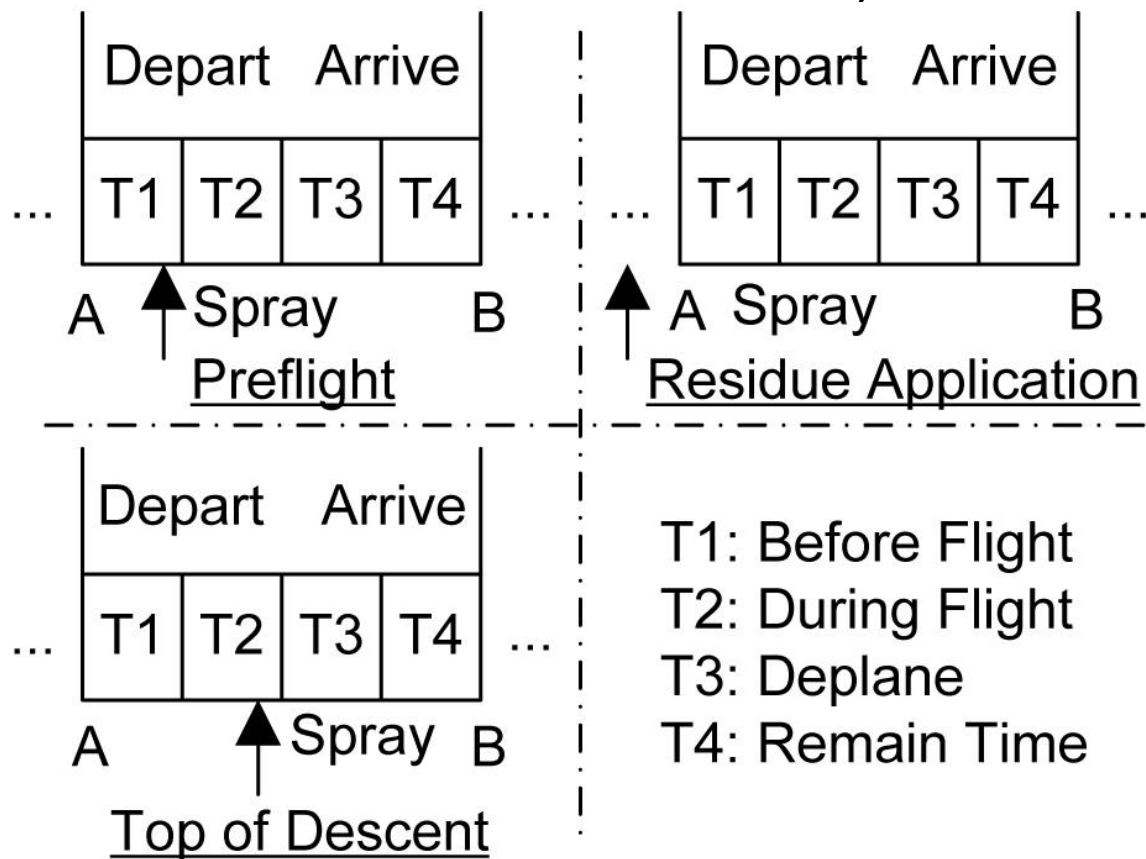 Depart Arrive
... T1 T2 T3 T4 ...
A Spray B
Preflight
Depart Arrive
... T1 T2 T3 T4 ...
A Spray B
Residue Application
Depart Arrive
... T1 T2 T3 T4 ...
A Spray B
Top of Descent
T1: Before Flight
T2: During Flight
T3: Deplane
T4: Remain Time